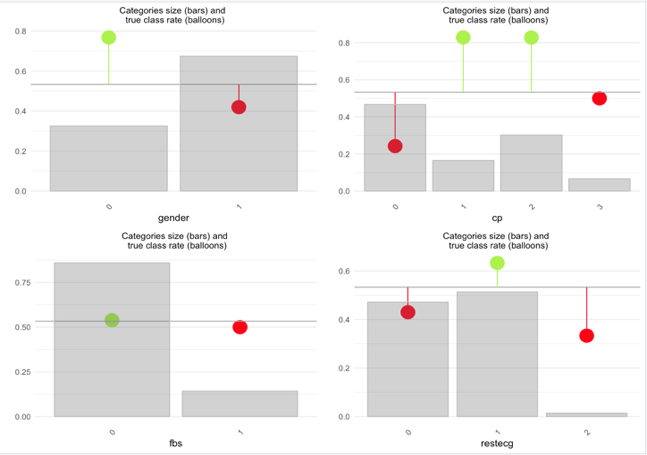 Categories size (bars) and
true class rate (balloons)
0.8
0.6
0.4
0.2
0.0
0
1
gender
Categories size (bars) and
true class rate (balloons)
0.8
0.6
0.4
0.2
0.0
0
1
2
3
cp
Categories size (bars) and
true class rate (balloons)
0.75
0.50
0.25
0.00
0
1
fbs
Categories size (bars) and
true class rate (balloons)
0.6
0.4
0.2
0.0
0
1
2
restecg